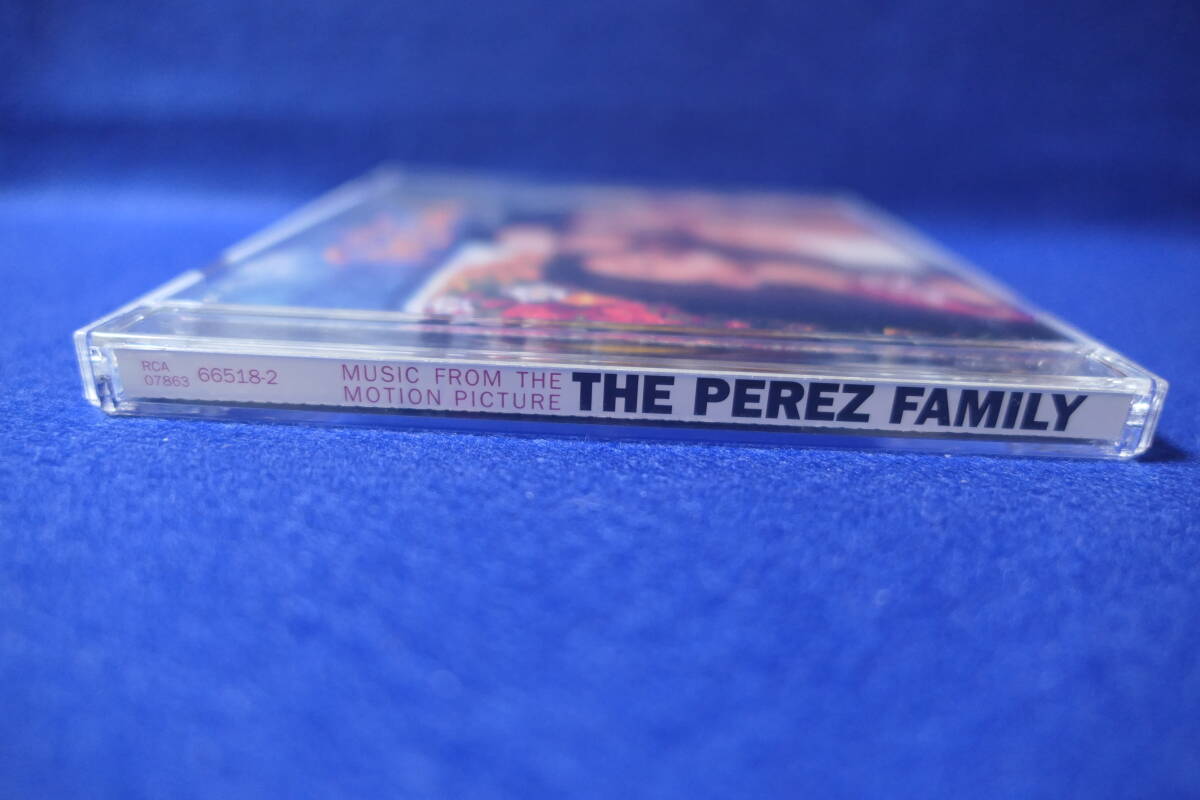 RCA
07863 66518-2
MUSIC FROM THE
MOTION PICTURE
THE PEREZ FAMILY